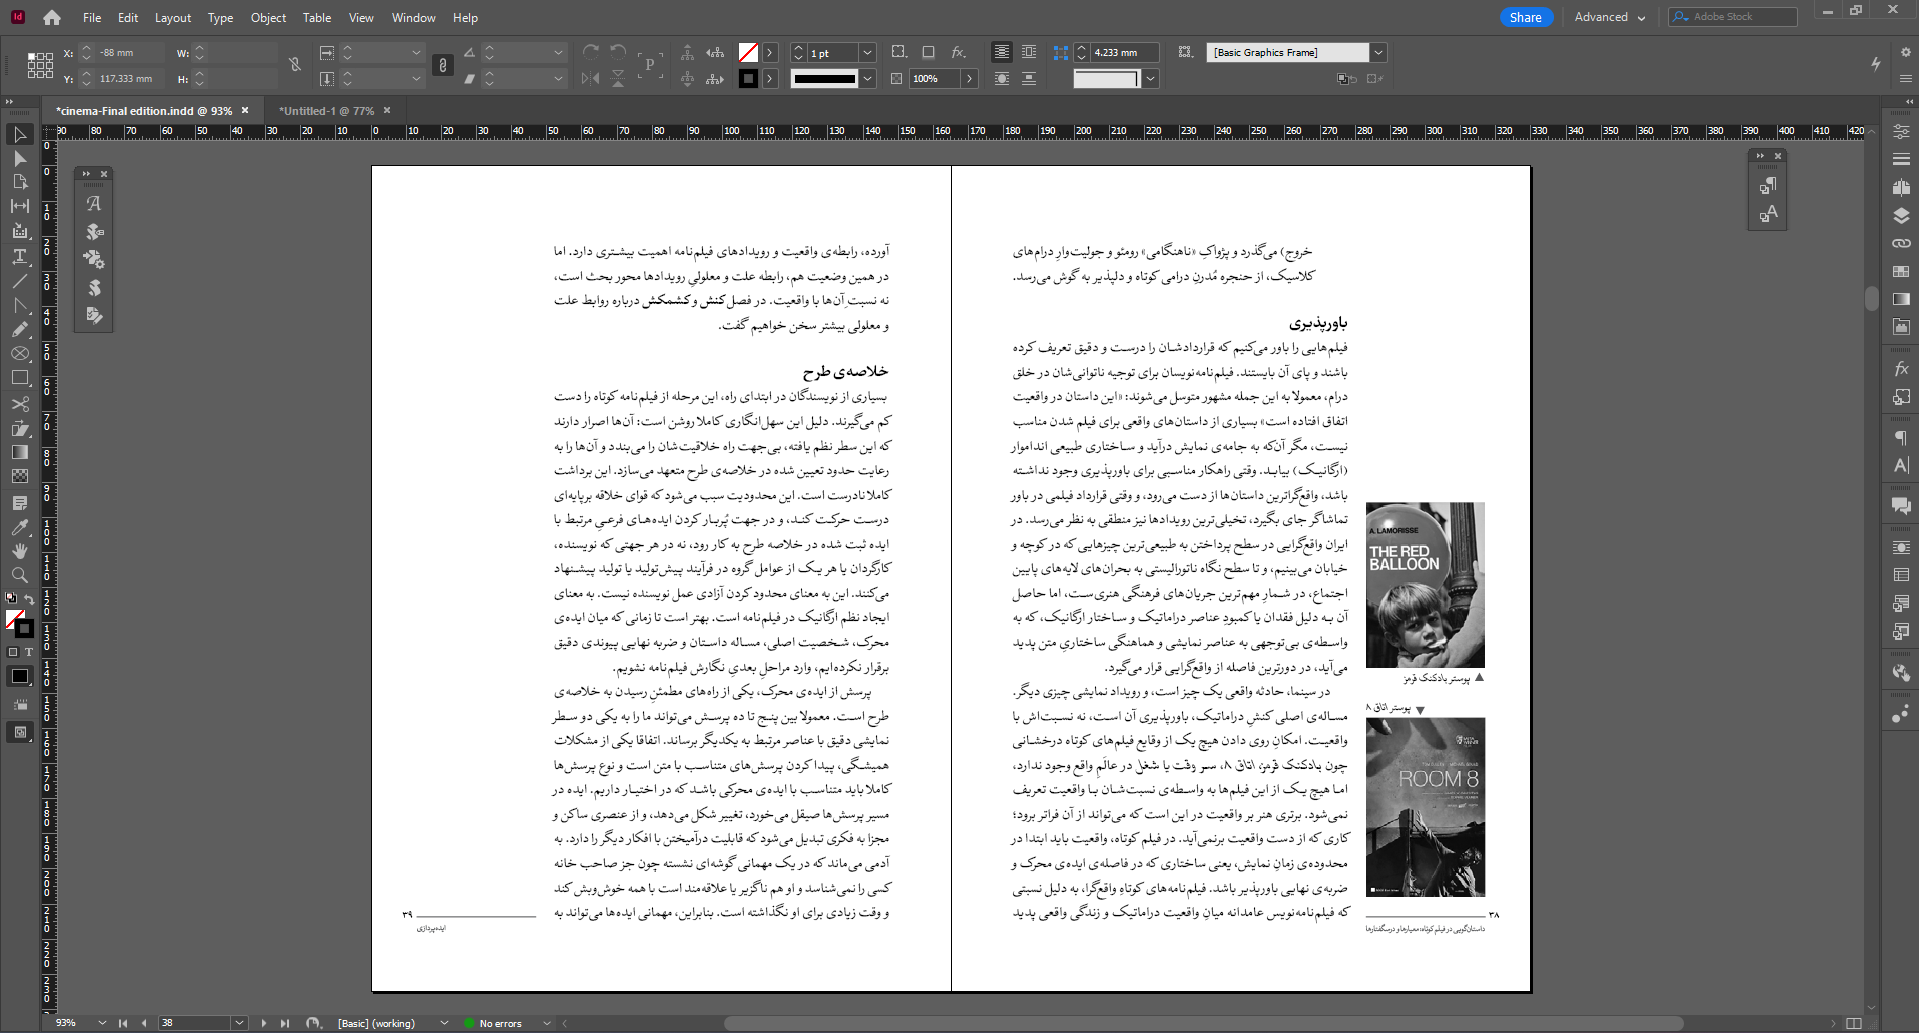 File Edit Layout Type Object Table View Window Help
Share
Advanced
Adobe Stock
X: -88 mm
Y: 117.333 mm
W:
H:
1 pt
100%
4.233 mm
[Basic Graphics Frame]
*cinema-Final edition.indd @ 93%
*Untitled-1 @ 77%
خروج) می‌گذرد و پژواکِ «ناهنگامی» رومئو و جولیت‌وارِ درام‌های
کلاسیک، از حنجره مُدرنِ درامی کوتاه و دلپذیر به گوش می‌رسد.
باورپذیری
فیلم‌هایی را باور می‌کنیم که قراردادشان را درست و دقیق تعریف کرده
باشند و پای آن بایستند. فیلم‌نامه‌نویسان برای توجیه ناتوانی‌شان در خلق
درام، معمولا به این جمله مشهور متوسل می‌شوند: «این داستان در واقعیت
اتفاق افتاده است» بسیاری از داستان‌های واقعی برای فیلم شدن مناسب
نیست، مگر آن‌که به جامه‌ی نمایش درآید و ساختاری طبیعی انداموار
(ارگانیک) بیابد. وقتی راهکار مناسبی برای باورپذیری وجود نداشته
باشد، واقع‌گراترین داستان‌ها از دست می‌رود، و وقتی قرارداد فیلمی در باور
تماشاگر جای بگیرد، تخیلی‌ترین رویدادها نیز منطقی به نظر می‌رسد. در
ایران واقع‌گرایی در سطح پرداختن به طبیعی‌ترین چیزهایی که در کوچه و
خیابان می‌بینیم، و تا سطح نگاه ناتورالیستی به بحران‌های لایه‌های پایین
اجتماع، در شمارِ مهم‌ترین جریان‌های فرهنگی هنری‌ست، اما حاصل
آن به دلیل فقدان یا کمبودِ عناصر دراماتیک و ساختار ارگانیک، که به
واسطه‌ی بی‌توجهی به عناصر نمایشی و هماهنگی ساختاریِ متن پدید
می‌آید، در دورترین فاصله از واقع‌گرایی قرار می‌گیرد.
در سینما، حادثه واقعی یک چیز است، و رویداد نمایشی چیزی دیگر.
مساله‌ی اصلی کنشِ دراماتیک، باورپذیری آن است، نه نسبت‌اش با
واقعیت. امکانِ روی دادن هیچ یک از وقایع فیلم‌های کوتاه درخشانی
چون بادکنک قرمز، اتاق ۸، سر وقت یا شغل در عالَمِ واقع وجود ندارد،
اما هیچ یک از این فیلم‌ها به واسطه‌ی نسبت‌شان با واقعیت تعریف
نمی‌شود. برتری هنر بر واقعیت در این است که می‌تواند از آن فراتر برود؛
کاری که از دست واقعیت برنمی‌آید. در فیلم کوتاه، واقعیت باید ابتدا در
محدوده‌ی زمانِ نمایش، یعنی ساختاری که در فاصله‌ی ایده‌ی محرک و
ضربه‌ی نهایی باورپذیر باشد. فیلم‌نامه‌های کوتاهِ واقع‌گرا، به دلیل نسبتی
که فیلم‌نامه‌نویس عامدانه میانِ واقعیت دراماتیک و زندگی واقعی پدید
A. LAMORISSE
THE RED
BALLOON
پوستر بادکنک قرمز
پوستر اتاق ۸
ROOM 8
۳۸
داستان‌گویی در فیلم کوتاه: معیارها و درسگفتارها
آورده، رابطه‌ی واقعیت و رویدادهای فیلم‌نامه اهمیت بیشتری دارد. اما
در همین وضعیت هم، رابطه علت و معلولیِ رویدادها محور بحث است،
نه نسبت‌ِ آن‌ها با واقعیت. در فصل کنش و کشمکش درباره روابط علت
و معلولی بیشتر سخن خواهیم گفت.
خلاصه‌ی طرح
بسیاری از نویسندگان در ابتدای راه، این مرحله از فیلم‌نامه کوتاه را دست
کم می‌گیرند. دلیل این سهل‌انگاری کاملا روشن است: آن‌ها اصرار دارند
که این سطر نظم یافته، بی‌جهت راه خلاقیت‌شان را می‌بندد و آن‌ها را به
رعایت حدود تعیین شده در خلاصه‌ی طرح متعهد می‌سازد. این برداشت
کاملا نادرست است. این محدودیت سبب می‌شود که قوای خلاقه برپایه‌ای
درست حرکت کند، و در جهت پُربار کردن ایده‌های فرعیِ مرتبط با
ایده ثبت شده در خلاصه طرح به کار رود، نه در هر جهتی که نویسنده،
کارگردان یا هر یک از عوامل گروه در فرآیند پیش‌تولید یا تولید پیشنهاد
می‌کنند. این به معنای محدود کردن آزادی عمل نویسنده نیست. به معنای
ایجاد نظم ارگانیک در فیلم‌نامه است. بهتر است تا زمانی که میان ایده‌ی
محرک، شخصیت اصلی، مساله داستان و ضربه نهایی پیوندی دقیق
برقرار نکرده‌ایم، وارد مراحلِ بعدیِ نگارش فیلم‌نامه نشویم.
پرسش از ایده‌ی محرک، یکی از راه‌های مطمئنِ رسیدن به خلاصه‌ی
طرح است. معمولا بین پنج تا ده پرسش می‌تواند ما را به یکی دو سطر
نمایشی دقیق با عناصر مرتبط به یکدیگر برساند. اتفاقا یکی از مشکلات
همیشگی، پیدا کردن پرسش‌های متناسب با متن است و نوع پرسش‌ها
کاملا باید متناسب با ایده‌ی محرکی باشد که در اختیار داریم. ایده در
مسیر پرسش‌ها صیقل می‌خورد، تغییر شکل می‌دهد، و از عنصری ساکن و
مجزا به فکری تبدیل می‌شود که قابلیت درآمیختن با افکار دیگر را دارد. به
آدمی می‌ماند که در یک مهمانی گوشه‌ای نشسته چون جز صاحب خانه
کسی را نمی‌شناسد و او هم ناگزیر یا علاقه‌مند است با همه خوش‌وبش کند
و وقت زیادی برای او نگذاشته است. بنابراین، مهمانی ایده‌ها می‌تواند به
۳۹
ایده‌پردازی
93%
38
[Basic] (working)
No errors